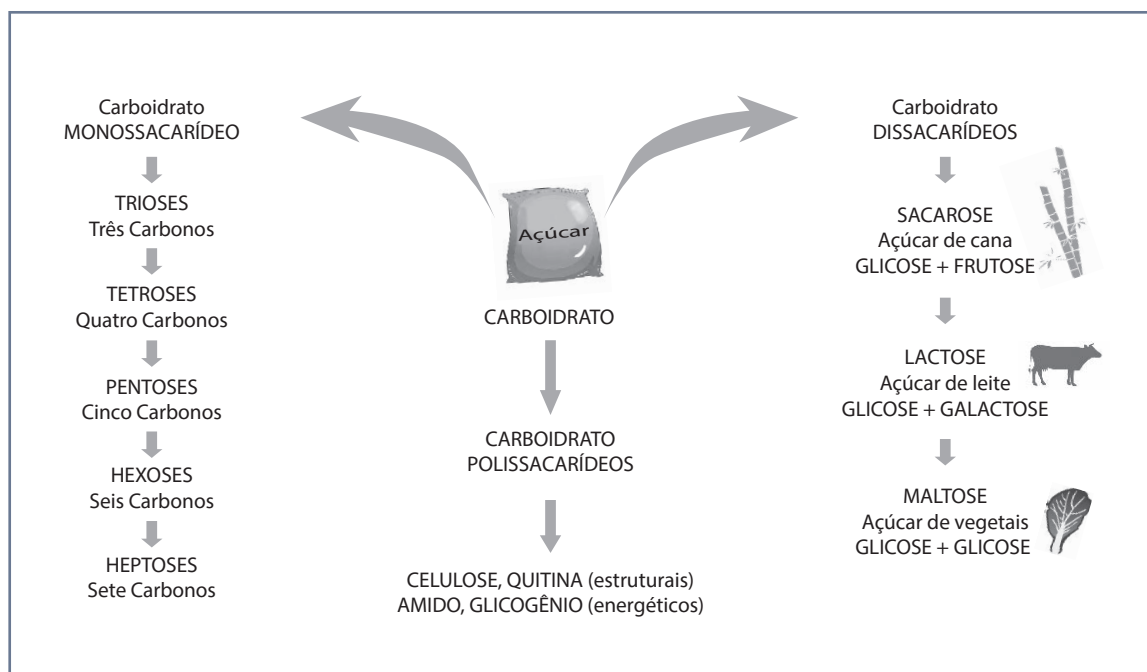 Carboidrato
MONOSSACARÍDEO
TRIOSES
Três Carbonos
TETROSES
Quatro Carbonos
PENTOSES
Cinco Carbonos
HEXOSES
Seis Carbonos
HEPTOSES
Sete Carbonos
Açúcar
CARBOIDRATO
CARBOIDRATO
POLISSACARÍDEOS
CELULOSE, QUITINA (estruturais)
AMIDO, GLICOGÊNIO (energéticos)
Carboidrato
DISSACARÍDEOS
SACAROSE
Açúcar de cana
GLICOSE + FRUTOSE
LACTOSE
Açúcar de leite
GLICOSE + GALACTOSE
MALTOSE
Açúcar de vegetais
GLICOSE + GLICOSE